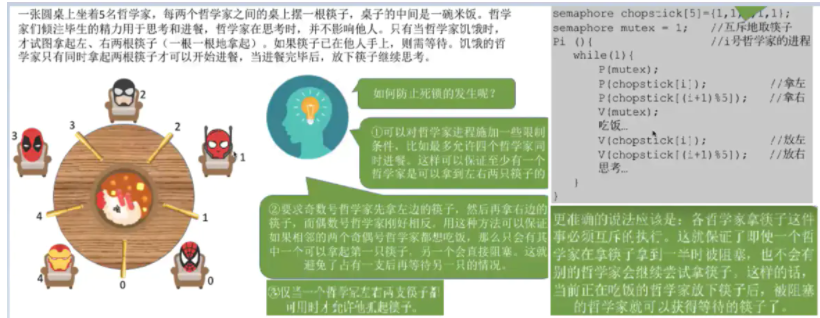 一张圆桌上坐着5名哲学家，每两个哲学家之间的桌上摆一根筷子，桌子的中间是一碗米饭。哲学
家们倾注毕生的精力用于思考和进餐，哲学家在思考时，并不影响他人。只有当哲学家饥饿时，
才试图拿起左、右两根筷子（一根一根地拿起）。如果筷子已在他人手上，则需等待。饥饿的哲
学家只有同时拿起两根筷子才可以开始进餐，当进餐完毕后，放下筷子继续思考。
2
3
3
2
1
4
1
4
0
0
如何防止死锁的发生呢？
①可以对哲学家进程施加一些限制
条件，比如最多允许四个哲学家同
时进餐。这样可以保证至少有一个
哲学家是可以拿到左右两只筷子的
②要求奇数号哲学家先拿左边的筷子，然后再拿右边的
筷子，而偶数号哲学家刚好相反。用这种方法可以保证
如果相邻的两个奇偶号哲学家都想吃饭，那么只会有其
中一个可以拿起第一只筷子，另一个会直接阻塞。这就
避免了占有一支后再等待另一只的情况。
③仅当一个哲学家左右两支筷子都
可用时才允许他抓起筷子。
semaphore chopstick[5]={1,1,1,1};
semaphore mutex = 1; //互斥地取筷子
Pi (){ //i号哲学家的进程
while(1){
P(mutex);
P(chopstick[i]); //拿左
P(chopstick[(i+1)%5]); //拿右
V(mutex);
吃饭…
V(chopstick[i]); //放左
V(chopstick[(i+1)%5]); //放右
思考…
}
}
更准确的说法应该是：各哲学家拿筷子这件
事必须互斥的执行。这就保证了即使一个哲
学家在拿筷子拿到一半时被阻塞，也不会有
别的哲学家会继续尝试拿筷子。这样的话，
当前正在吃饭的哲学家放下筷子后，被阻塞
的哲学家就可以获得等待的筷子了。